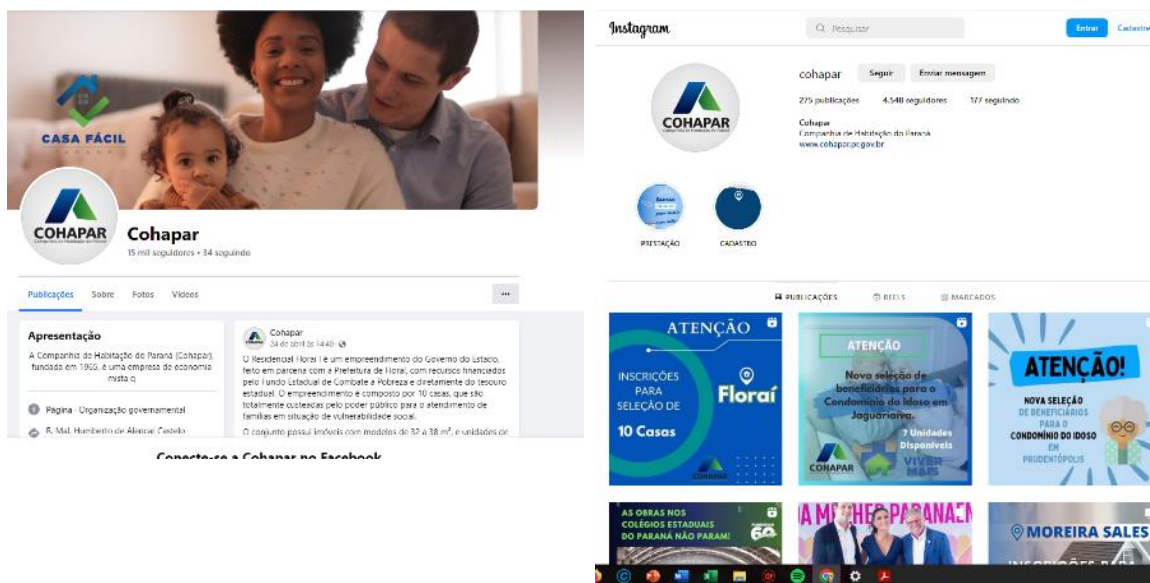 CASA FÁCIL
PARANÁ
COHAPAR
Cohapar
15 mil seguidores • 34 seguindo
Publicações Sobre Fotos Vídeos
Apresentação
A Companhia de Habitação do Paraná (Cohapar),
fundada em 1965, é uma empresa de economia
mista q
Página · Organização governamental
R. Mal. Humberto de Alencar Castelo
Cohapar
24 de abril às 14:40
O Residencial Floraí I é um empreendimento do Governo do Estado,
feito em parceria com a Prefeitura de Floraí, com recursos financiados
pelo Fundo Estadual de Combate a Pobreza e diretamente do tesouro
estadual. O empreendimento é composto por 10 casas, que são
totalmente custeadas pelo poder público para o atendimento de
famílias em situação de vulnerabilidade social.
O conjunto possui imóveis com modelos de 32 a 38 m², e unidades de
Conecte-se a Cohapar no Facebook
Instagram
Pesquisar
Entrar
Cadastre
COHAPAR
cohapar Seguir Enviar mensagem
275 publicações 4.548 seguidores 177 seguindo
Cohapar
Companhia de Habitação do Paraná
www.cohapar.pr.gov.br
PRESTAÇÃO CADASTRO
PUBLICAÇÕES REELS MARCADOS
ATENÇÃO
INSCRIÇÕES
PARA
SELEÇÃO DE
10 Casas
Floraí
COHAPAR
ATENÇÃO
Nova seleção de
beneficiários para o
Condomínio do Idoso em
Jaguariaíva.
7 Unidades
Disponíveis
COHAPAR
VIVER
MAIS
ATENÇÃO!
NOVA SELEÇÃO
DE BENEFICIÁRIOS
PARA O
CONDOMÍNIO DO IDOSO
EM
PRUDENTÓPOLIS
AS OBRAS NOS
COLÉGIOS ESTADUAIS
DO PARANÁ NÃO PARAM!
60
A MULHER PARANAEN
MOREIRA SALES
INSCRIÇÕES PARA